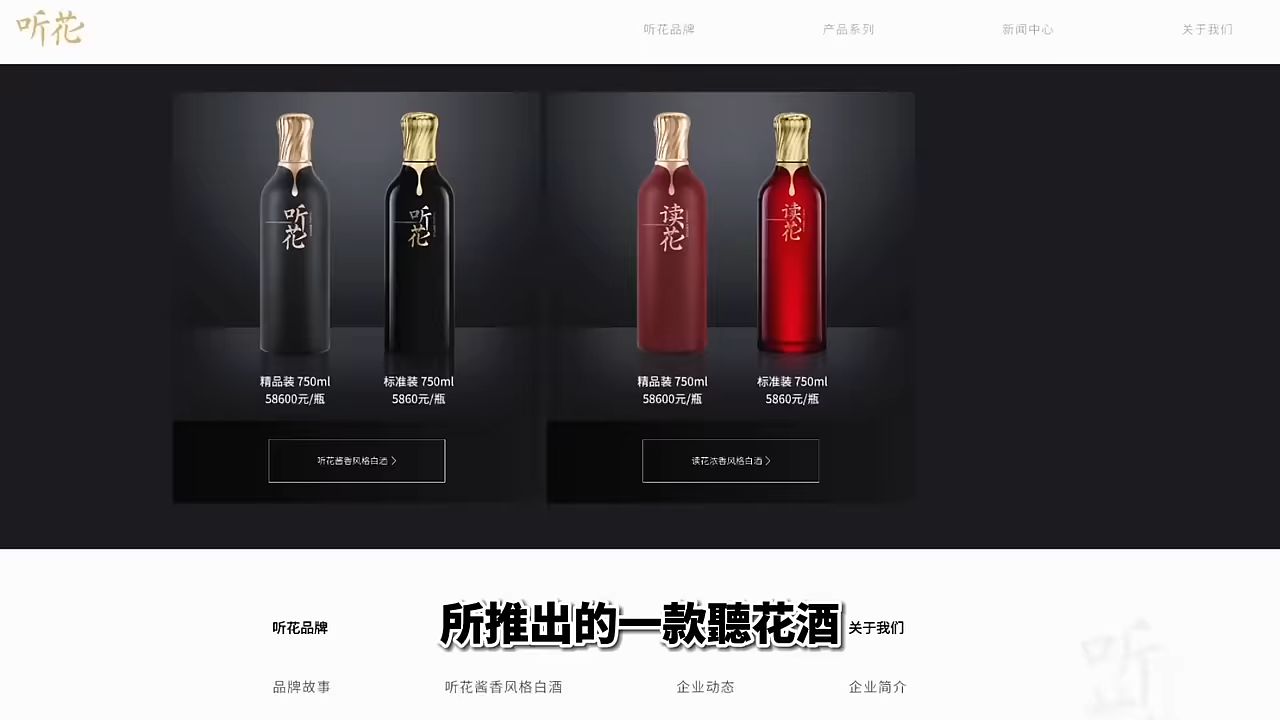 听花
听花品牌
产品系列
新闻中心
关于我们
听花
听花
读花
读花
精品装 750ml
58600元/瓶
标准装 750ml
5860元/瓶
精品装 750ml
58600元/瓶
标准装 750ml
5860元/瓶
听花酱香风格白酒 >
读花浓香风格白酒 >
听花品牌
所推出的一款聽花酒
关于我们
品牌故事
听花酱香风格白酒
企业动态
企业简介
听